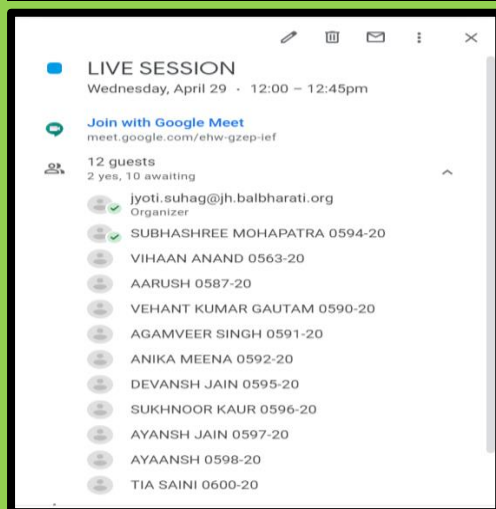 LIVE SESSION
Wednesday, April 29 · 12:00 – 12:45pm
Join with Google Meet
meet.google.com/ehw-gzep-ief
12 guests
2 yes, 10 awaiting
jyoti.suhag@jh.balbharati.org
Organizer
SUBHASHREE MOHAPATRA 0594-20
VIHAAN ANAND 0563-20
AARUSH 0587-20
VEHANT KUMAR GAUTAM 0590-20
AGAMVEER SINGH 0591-20
ANIKA MEENA 0592-20
DEVANSH JAIN 0595-20
SUKHNOOR KAUR 0596-20
AYANSH JAIN 0597-20
AYAANSH 0598-20
TIA SAINI 0600-20